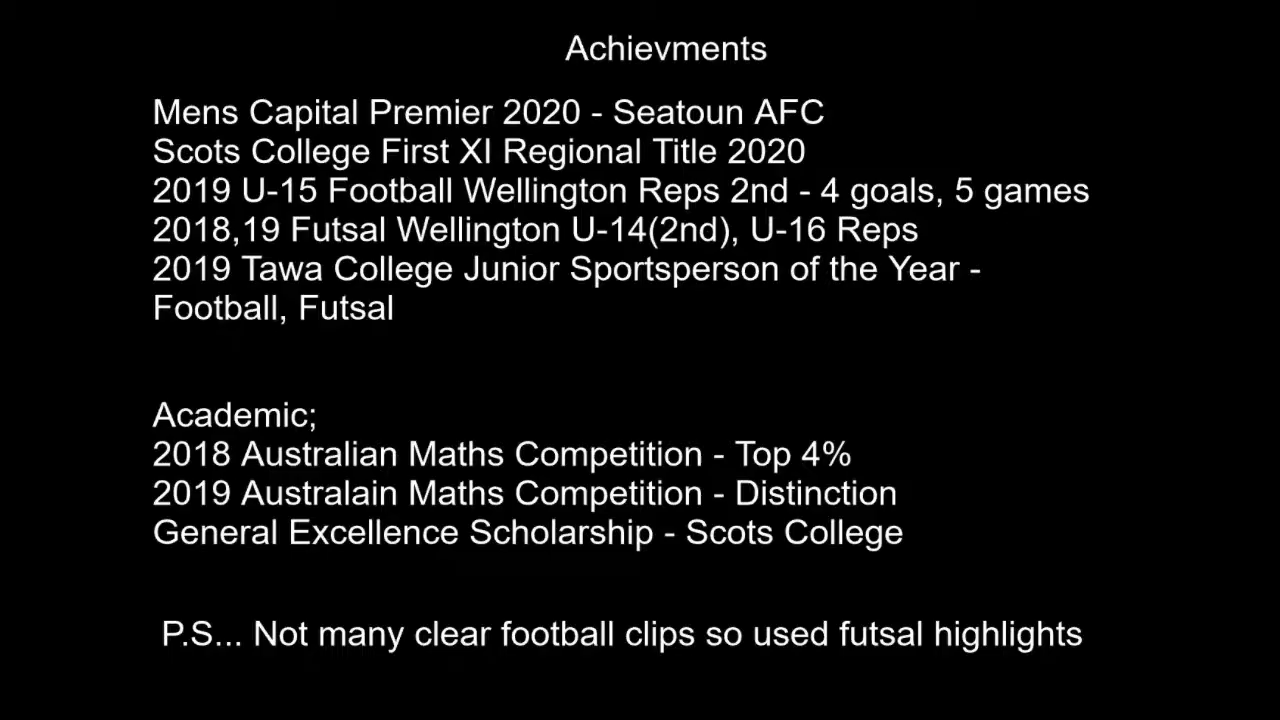 Achievments
Mens Capital Premier 2020 - Seatoun AFC
Scots College First XI Regional Title 2020
2019 U-15 Football Wellington Reps 2nd - 4 goals, 5 games
2018,19 Futsal Wellington U-14(2nd), U-16 Reps
2019 Tawa College Junior Sportsperson of the Year -
Football, Futsal
Academic;
2018 Australian Maths Competition - Top 4%
2019 Australain Maths Competition - Distinction
General Excellence Scholarship - Scots College
P.S... Not many clear football clips so used futsal highlights